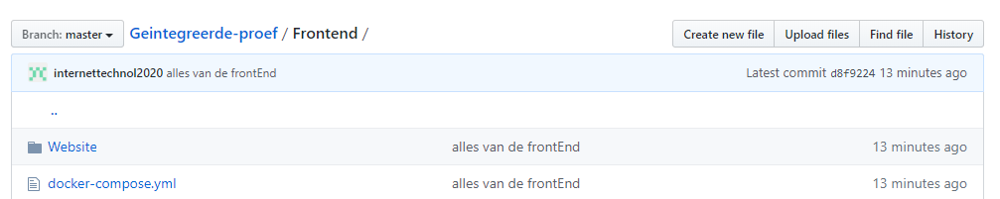 Branch: master Geintegreerde-proef / Frontend / Create new file Upload files Find file History
internettechnol2020 alles van de frontEnd Latest commit d8f9224 13 minutes ago
..
Website alles van de frontEnd 13 minutes ago
docker-compose.yml alles van de frontEnd 13 minutes ago